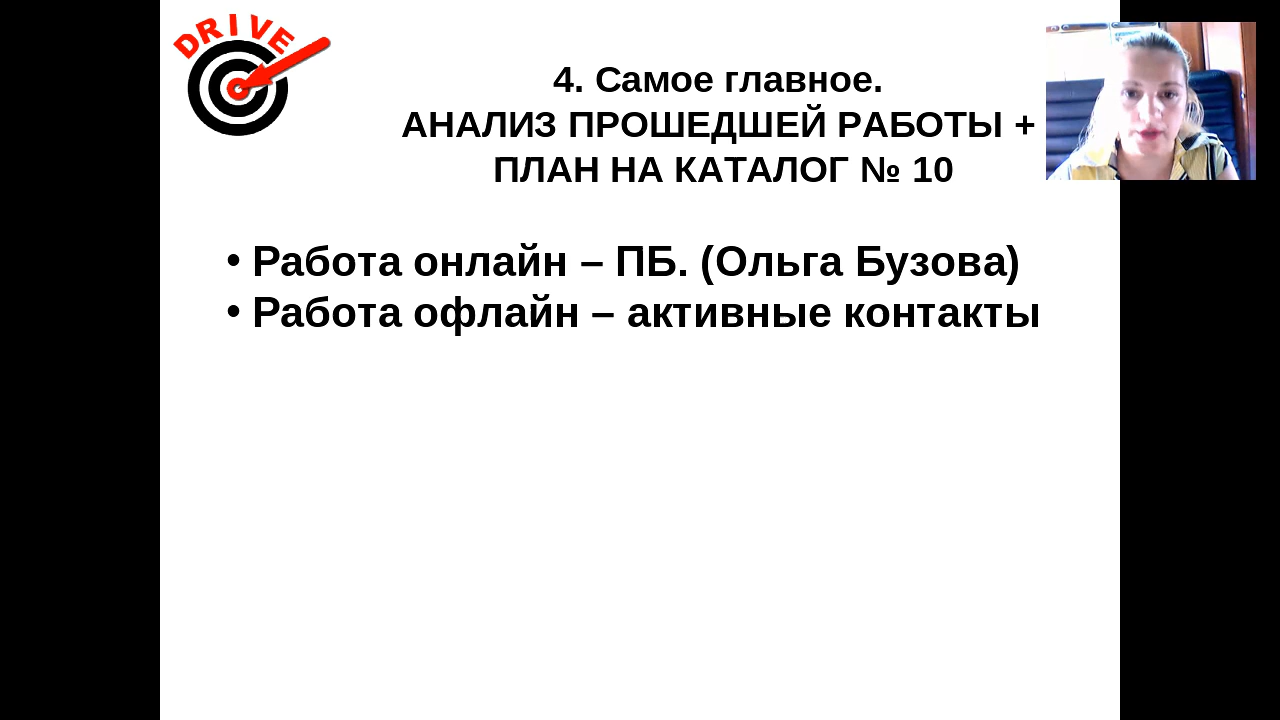 DRIVE
4. Самое главное.
АНАЛИЗ ПРОШЕДШЕЙ РАБОТЫ +
ПЛАН НА КАТАЛОГ № 10
• Работа онлайн – ПБ. (Ольга Бузова)
• Работа офлайн – активные контакты